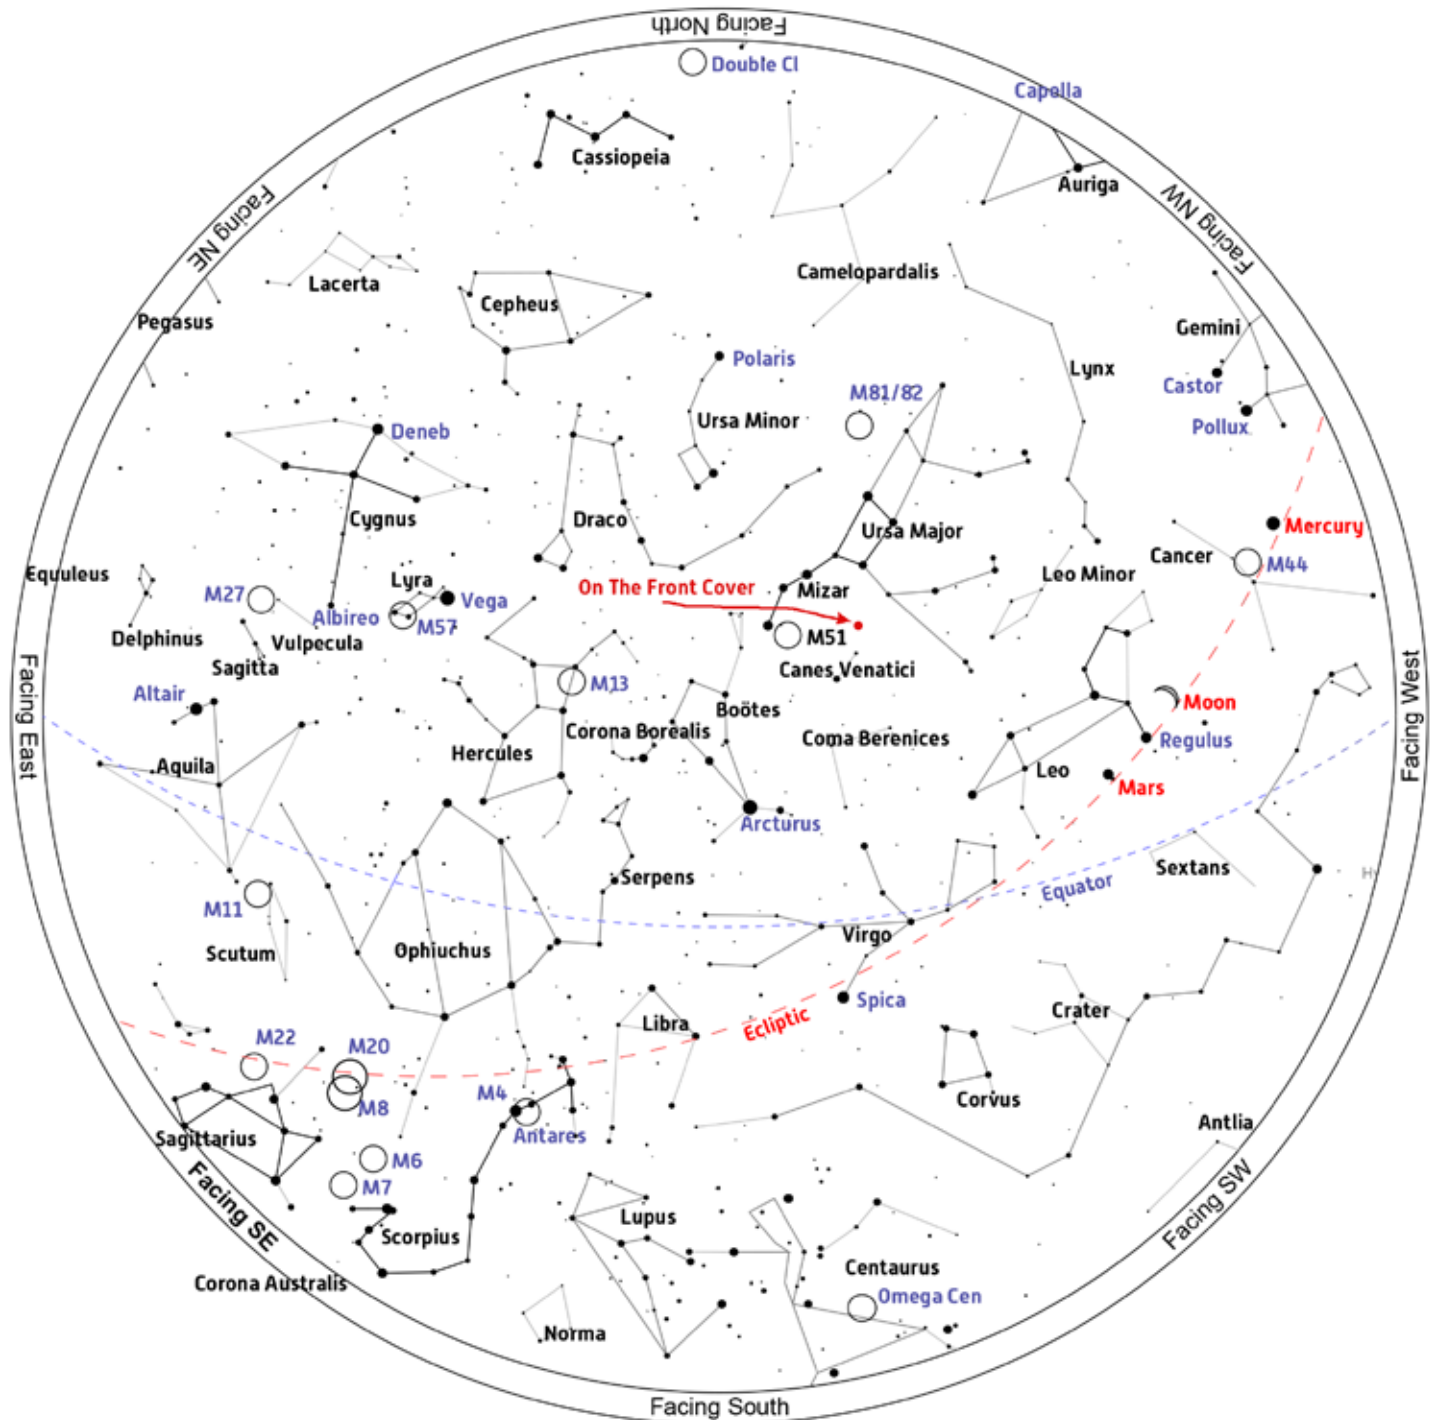 Facing North
Double Cl
Capella
Cassiopeia
Auriga
Facing NE
Facing NW
Camelopardalis
Lacerta
Cepheus
Pegasus
Gemini
Polaris
Lynx
Castor
M81/82
Ursa Minor
Pollux
Deneb
Cygnus
Draco
Ursa Major
Mercury
Cancer
M44
Equuleus
Lyra
Leo Minor
On The Front Cover
Mizar
M27
Albireo
Vega
M57
Delphinus
Vulpecula
M51
Sagitta
Canes Venatici
M13
Altair
Facing East
Facing West
Moon
Boötes
Corona Borealis
Coma Berenices
Regulus
Hercules
Aquila
Leo
Mars
Arcturus
Serpens
Sextans
Equator
Hy
M11
Virgo
Scutum
Ophiuchus
Spica
Crater
Libra
Ecliptic
M22
M20
M4
M8
Corvus
Antares
Sagittarius
Antlia
M6
M7
Facing SE
Facing SW
Scorpius
Lupus
Centaurus
Corona Australis
Omega Cen
Norma
Facing South